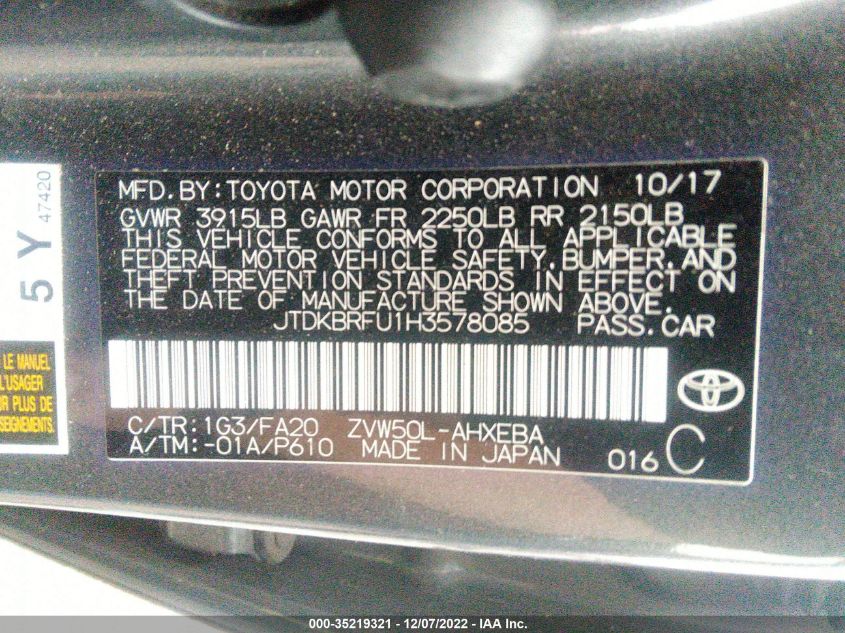 MFD. BY: TOYOTA MOTOR CORPORATION 10/17
GVWR 3915LB GAWR FR 2250LB RR 2150LB
THIS VEHICLE CONFORMS TO ALL APPLICABLE
FEDERAL MOTOR VEHICLE SAFETY, BUMPER, AND
THEFT PREVENTION STANDARDS IN EFFECT ON
THE DATE OF MANUFACTURE SHOWN ABOVE.
JTDKBRFU1H3578085 PASS. CAR
C/TR: 1G3/FA20 ZVW50L-AHXEBA
A/TM: -01A/P610 MADE IN JAPAN 016 C
5 Y 47420
LE MANUEL
L'USAGER
OIR PLUS DE
SEIGNEMENTS.
000-35219321 - 12/07/2022 - IAA Inc.